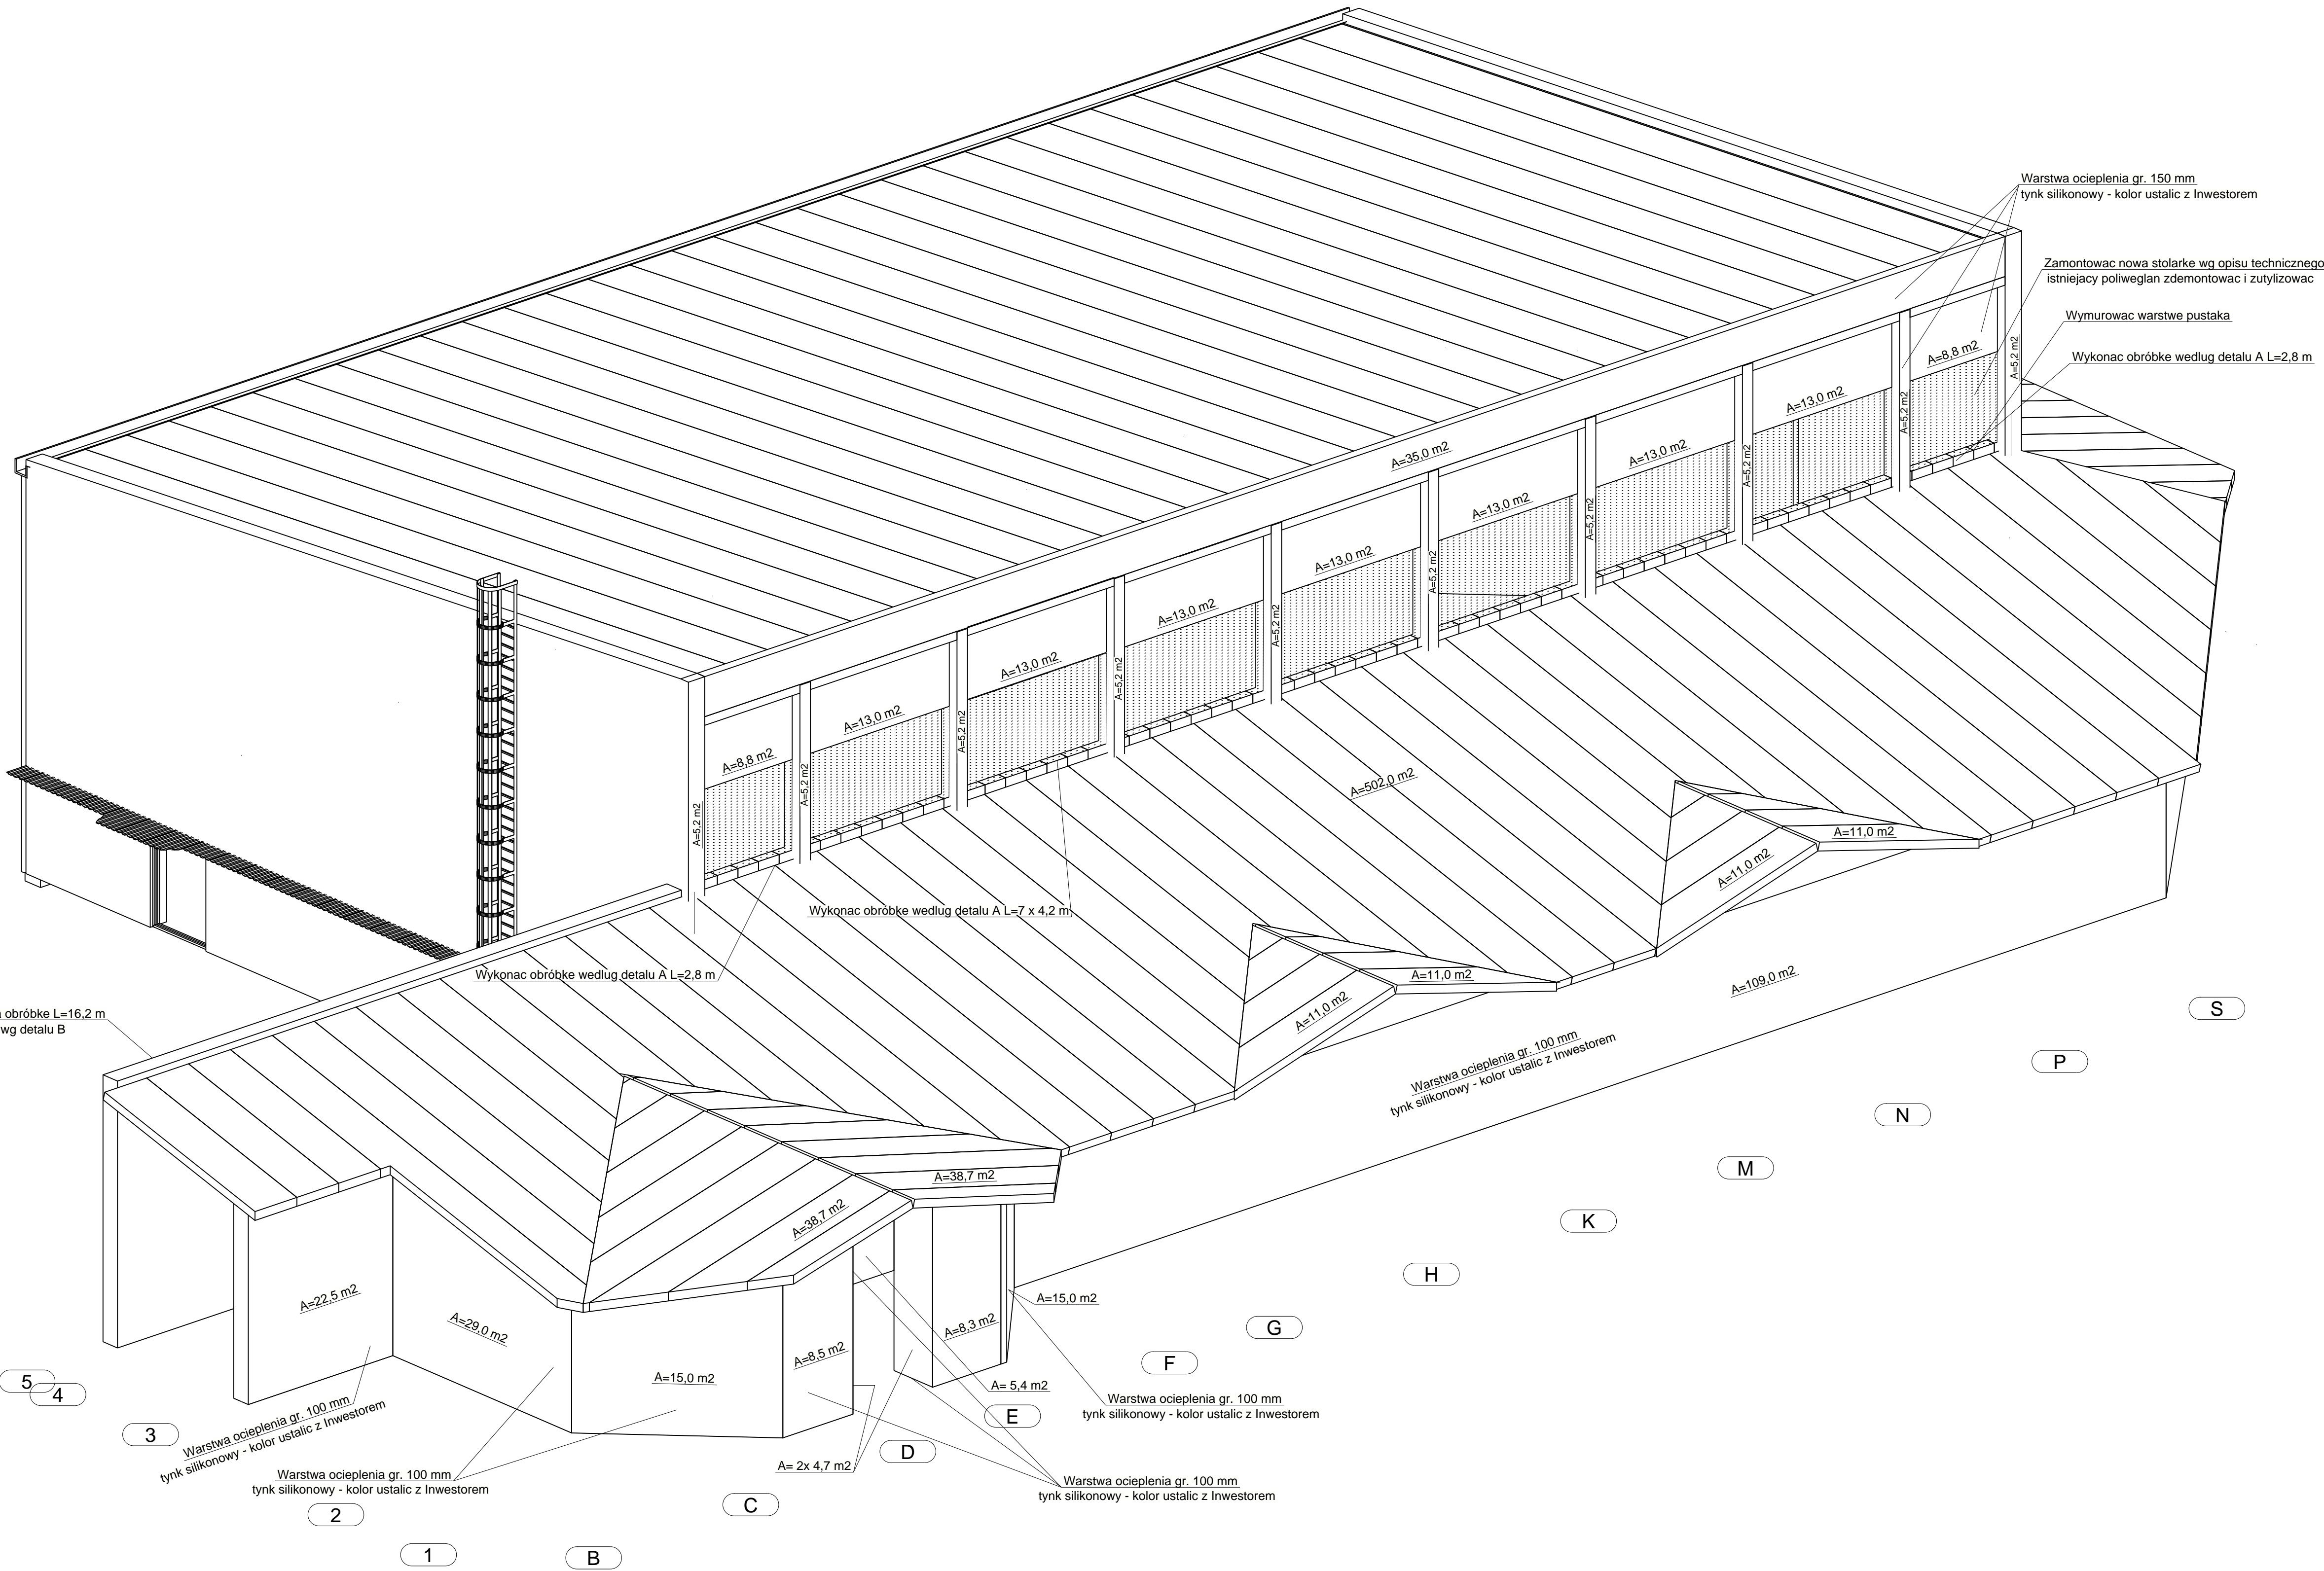 Warstwa ocieplenia gr. 150 mm
tynk silikonowy - kolor ustalic z Inwestorem
Zamontowac nowa stolarke wg opisu technicznego
istniejacy poliweglan zdemontowac i zutylizowac
Wymurowac warstwe pustaka
Wykonac obróbke wedlug detalu A L=2,8 m
A=5,2 m2
A=8,8 m2
A=5,2 m2
A=13,0 m2
A=5,2 m2
A=13,0 m2
A=35,0 m2
A=5,2 m2
A=13,0 m2
A=5,2 m2
A=13,0 m2
A=5,2 m2
A=13,0 m2
A=5,2 m2
A=13,0 m2
A=5,2 m2
A=13,0 m2
A=5,2 m2
A=8,8 m2
A=5,2 m2
A=502,0 m2
A=11,0 m2
A=11,0 m2
Wykonac obróbke wedlug detalu A L=7 x 4,2 m
Wykonac obróbke wedlug detalu A L=2,8 m
A=11,0 m2
A=11,0 m2
A=109,0 m2
obróbke L=16,2 m
wg detalu B
Warstwa ocieplenia gr. 100 mm
tynk silikonowy - kolor ustalic z Inwestorem
A=38,7 m2
A=38,7 m2
A=22,5 m2
A=29,0 m2
A=15,0 m2
A=8,5 m2
A=8,3 m2
A=15,0 m2
A= 5,4 m2
A= 2x 4,7 m2
Warstwa ocieplenia gr. 100 mm
tynk silikonowy - kolor ustalic z Inwestorem
Warstwa ocieplenia gr. 100 mm
tynk silikonowy - kolor ustalic z Inwestorem
Warstwa ocieplenia gr. 100 mm
tynk silikonowy - kolor ustalic z Inwestorem
Warstwa ocieplenia gr. 100 mm
tynk silikonowy - kolor ustalic z Inwestorem
5
4
3
2
1
B
C
D
E
F
G
H
K
M
N
P
S